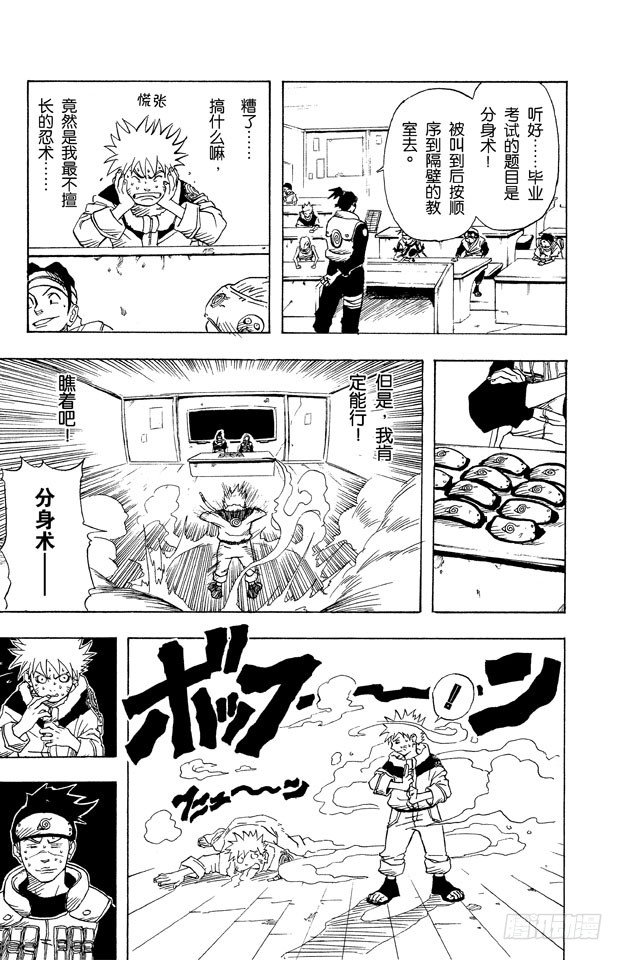 听好……毕业
考试的题目是
分身术！
被叫到后按顺
序到隔壁的教
室去。
糟了……
搞什么嘛，
慌张
竟然是我最不擅
长的忍术……
但是，我肯
定能行！
瞧着吧！
分身术——
ボッフ〜〜ン
!
フニュ〜〜ン
腾讯动漫